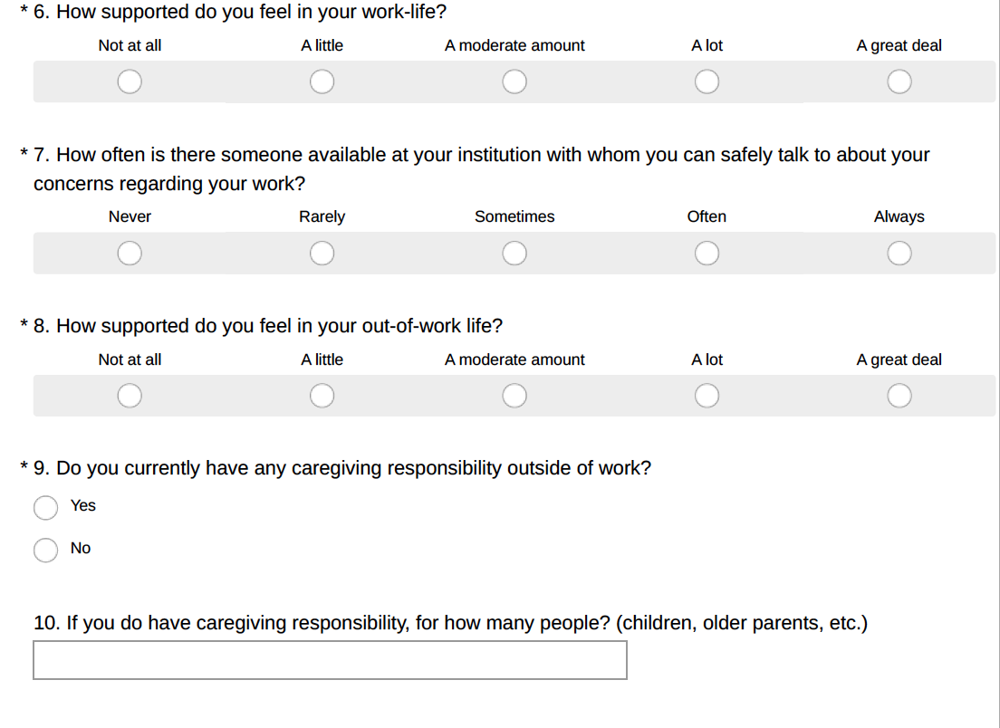 * 6. How supported do you feel in your work-life?
Not at all A little A moderate amount A lot A great deal
* 7. How often is there someone available at your institution with whom you can safely talk to about your
concerns regarding your work?
Never Rarely Sometimes Often Always
* 8. How supported do you feel in your out-of-work life?
Not at all A little A moderate amount A lot A great deal
* 9. Do you currently have any caregiving responsibility outside of work?
Yes
No
10. If you do have caregiving responsibility, for how many people? (children, older parents, etc.)